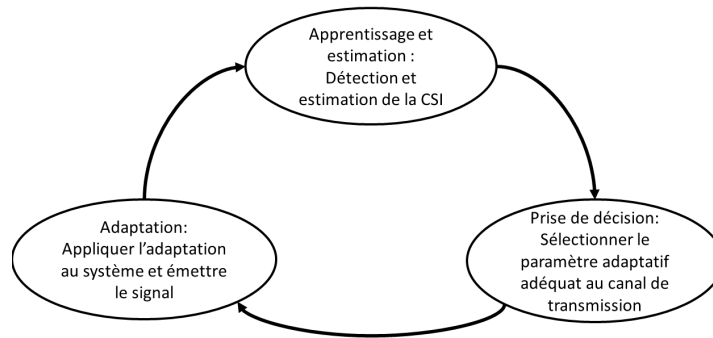 Apprentissage et
estimation :
Détection et
estimation de la CSI
Adaptation:
Appliquer l'adaptation
au système et émettre
le signal
Prise de décision:
Sélectionner le
paramètre adaptatif
adéquat au canal de
transmission